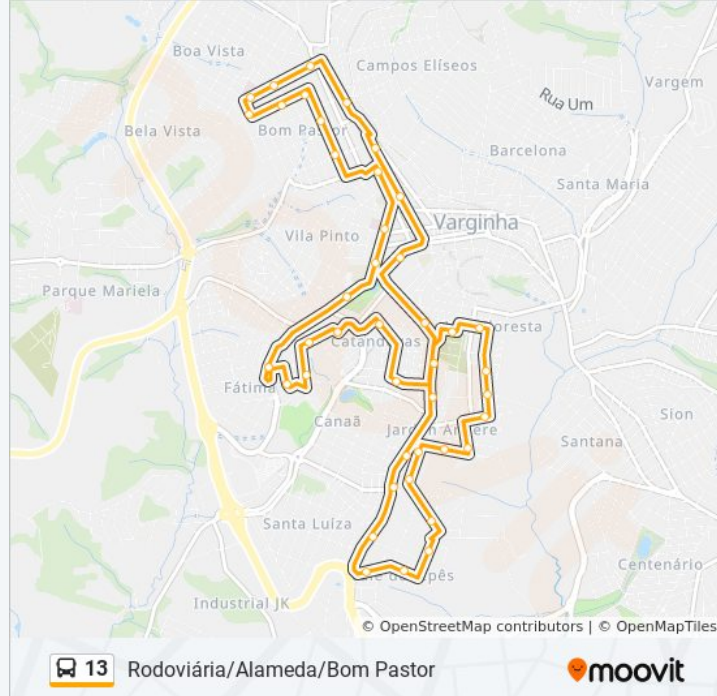 Boa Vista
Campos Elíseos
Vargem
Rua Um
Bela Vista
Bom Pastor
Barcelona
Santa Maria
Varginha
Vila Pinto
Parque Mariela
oresta
Catanduvas
Fátima
Canaã
Jardim Andere
Sion
Santana
Santa Luíza
Centenário
Industrial JK
© OpenStreetMap contributors | © OpenMapTiles
13 Rodoviária/Alameda/Bom Pastor
moovit